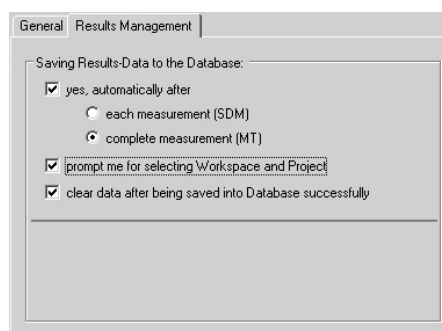 General Results Management
Saving Results-Data to the Database:
yes, automatically after
each measurement (SDM)
complete measurement (MT)
prompt me for selecting Workspace and Project
clear data after being saved into Database successfully